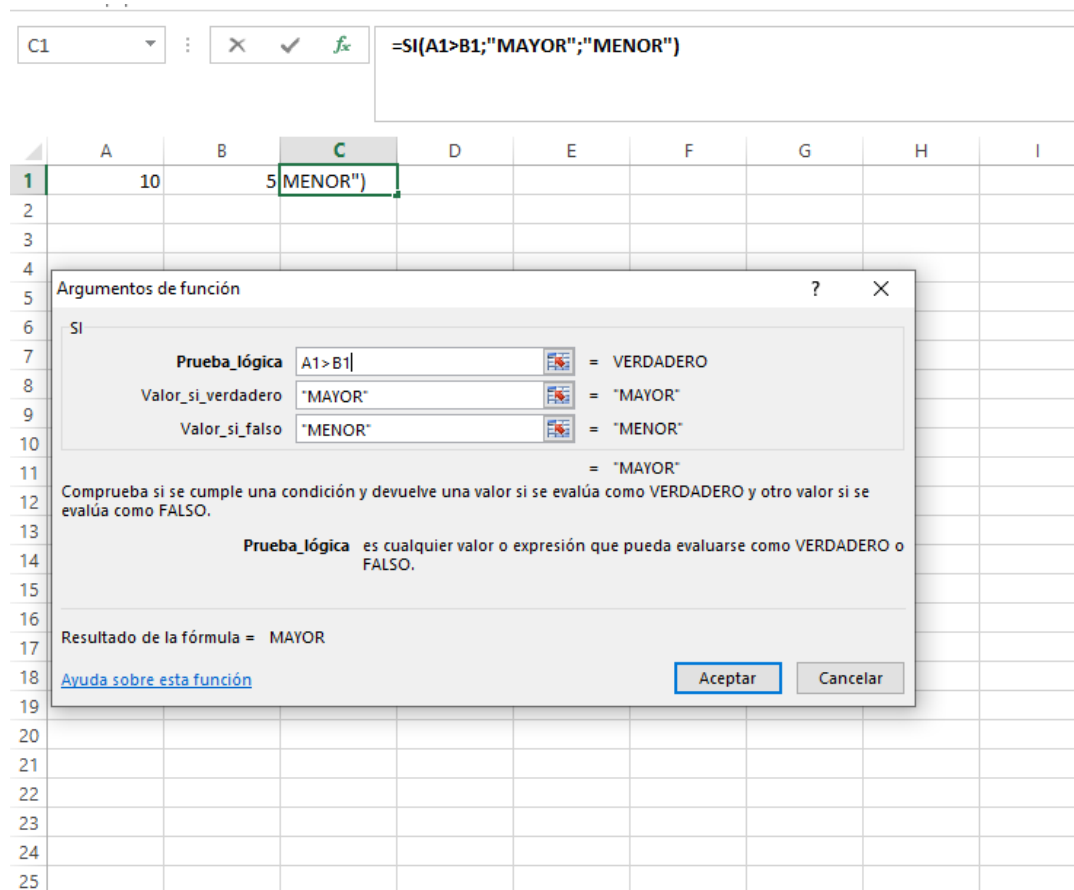 C1 fx =SI(A1>B1;"MAYOR";"MENOR")
A B C D E F G H I
1 10 5 MENOR")
2
3
4
5
6
7
8
9
10
11
12
13
14
15
16
17
18
19
20
21
22
23
24
25
Argumentos de función ?
SI
Prueba_lógica A1>B1 = VERDADERO
Valor_si_verdadero "MAYOR" = "MAYOR"
Valor_si_falso "MENOR" = "MENOR"
= "MAYOR"
Comprueba si se cumple una condición y devuelve una valor si se evalúa como VERDADERO y otro valor si se
evalúa como FALSO.
Prueba_lógica es cualquier valor o expresión que pueda evaluarse como VERDADERO o
FALSO.
Resultado de la fórmula = MAYOR
Ayuda sobre esta función Aceptar Cancelar